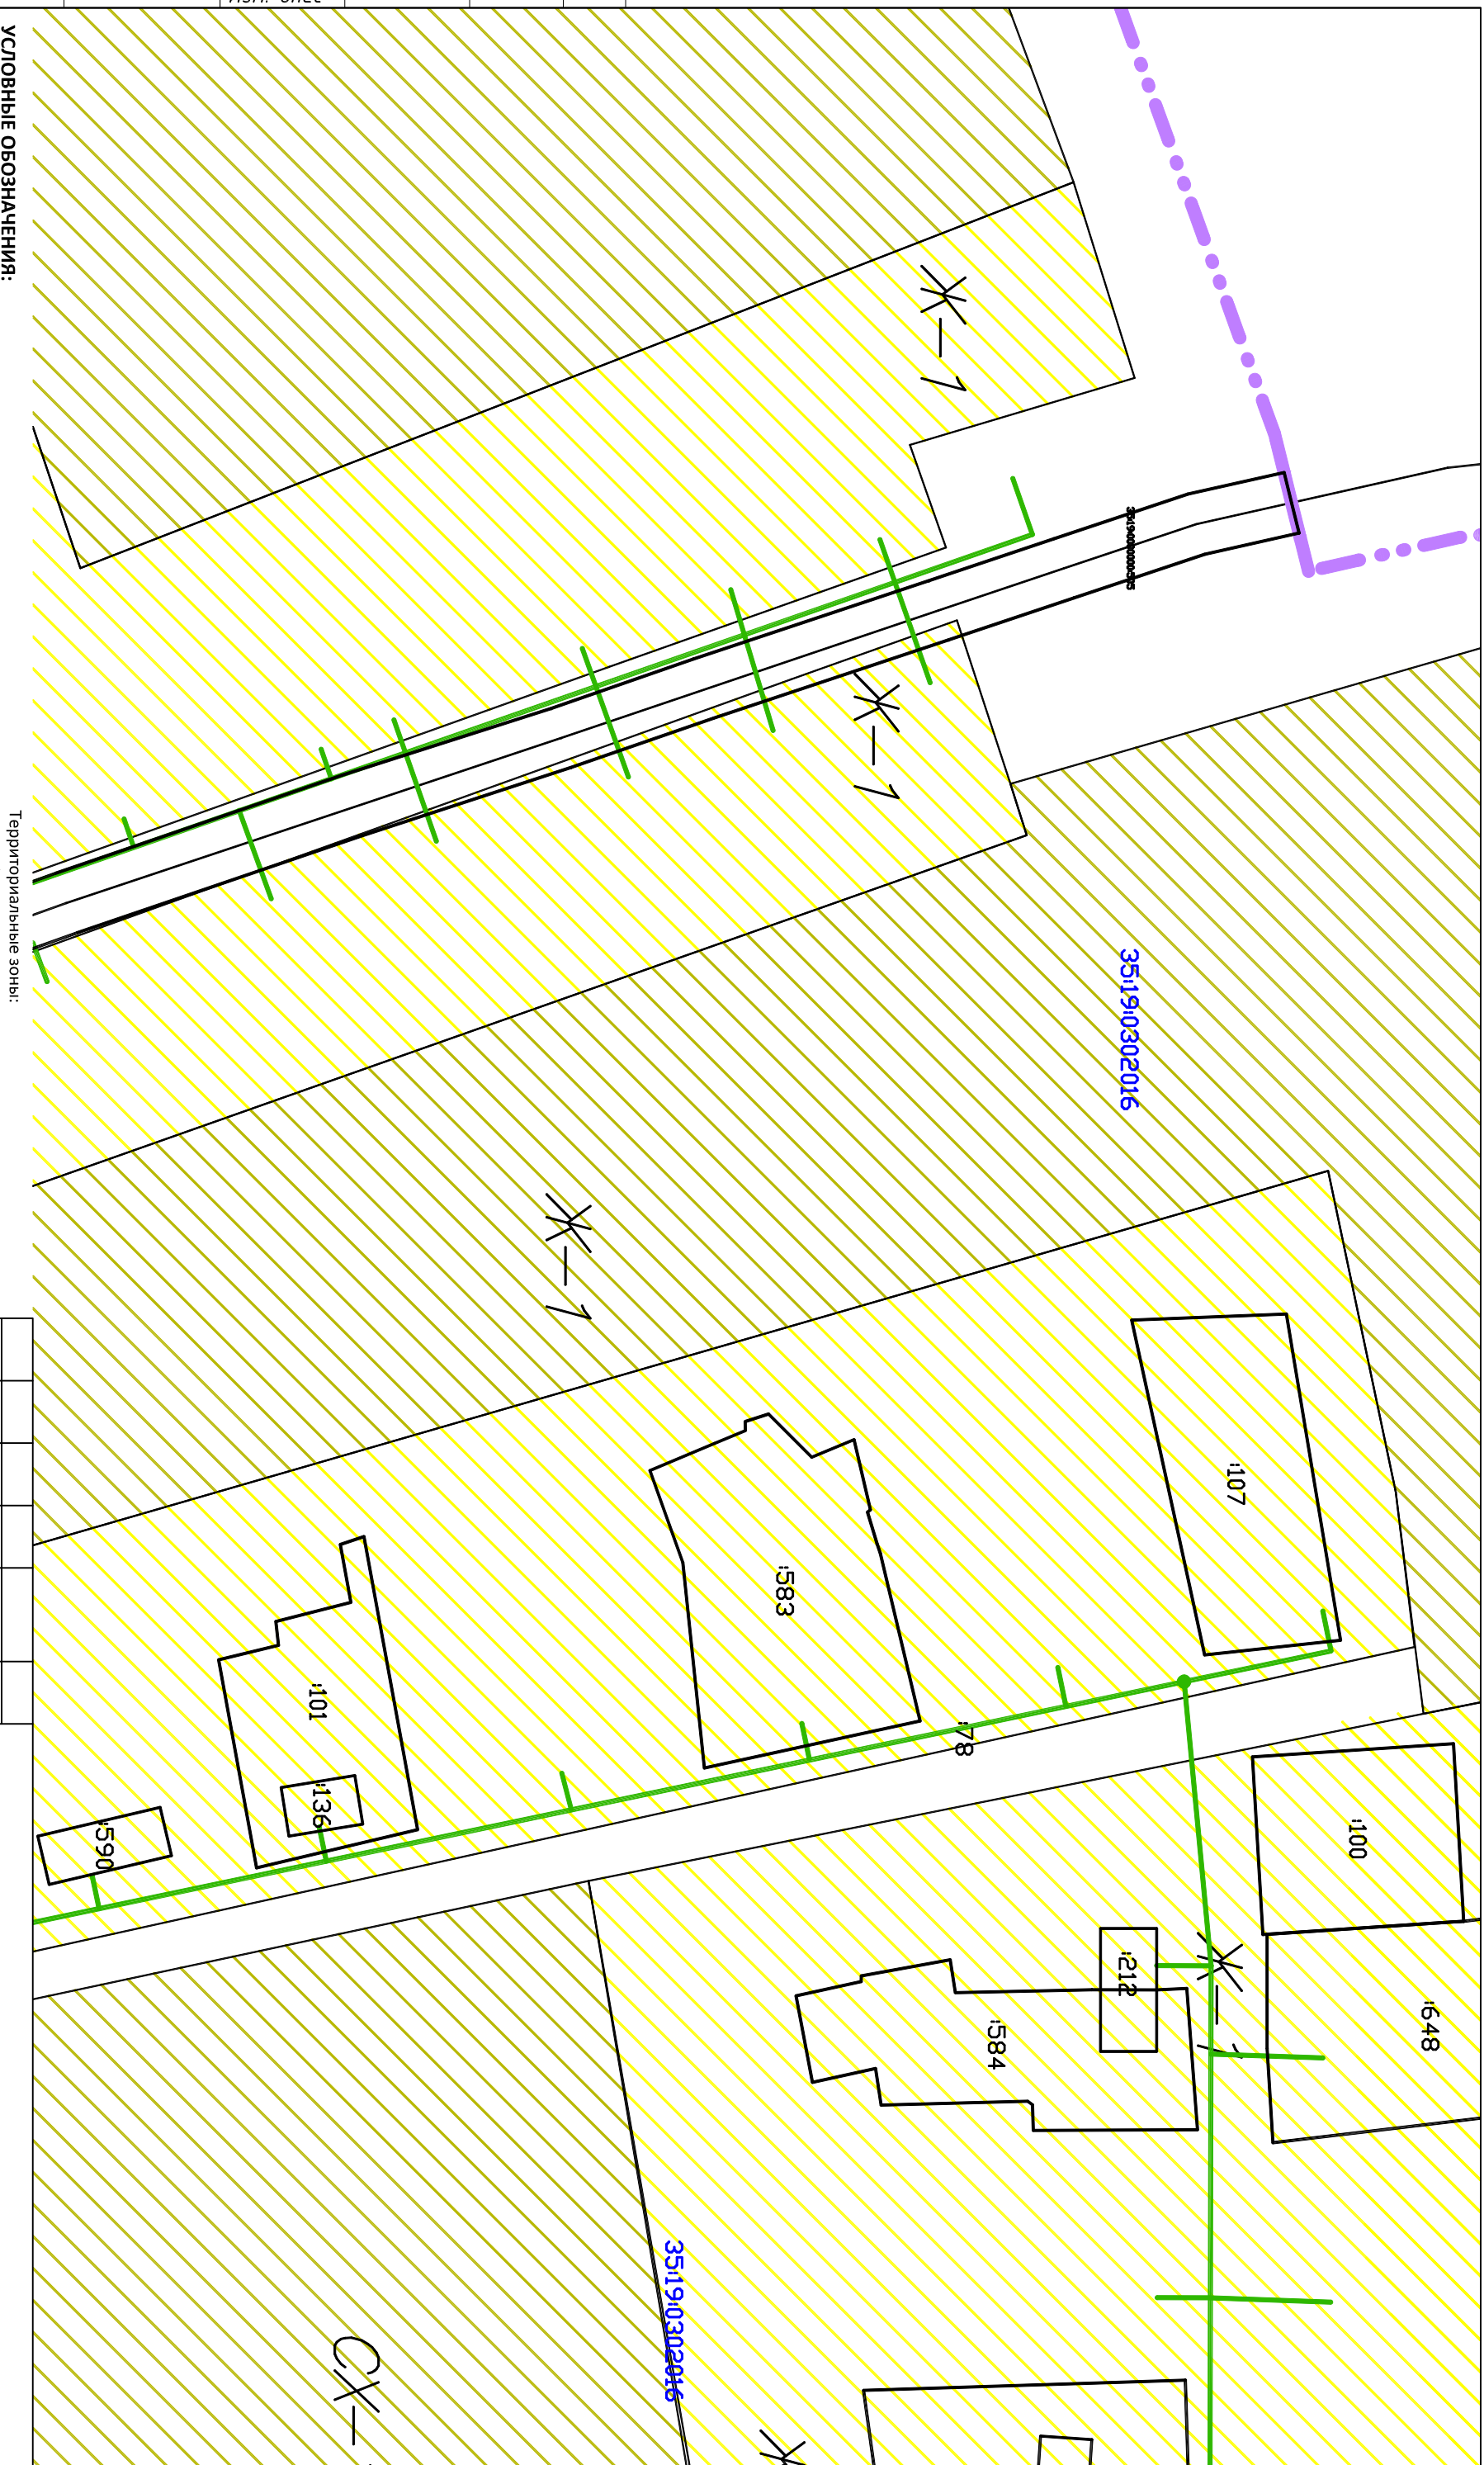 УСЛОВНЫЕ ОБОЗНАЧЕНИЯ:
Территориальные зоны:
Ж-1
Ж-1
35:19:0302016
Ж-1
:107
:583
:101
:136
:590
:78
:100
:648
:212
:584
Ж-1
35:19:0302016
СХ-
Ж